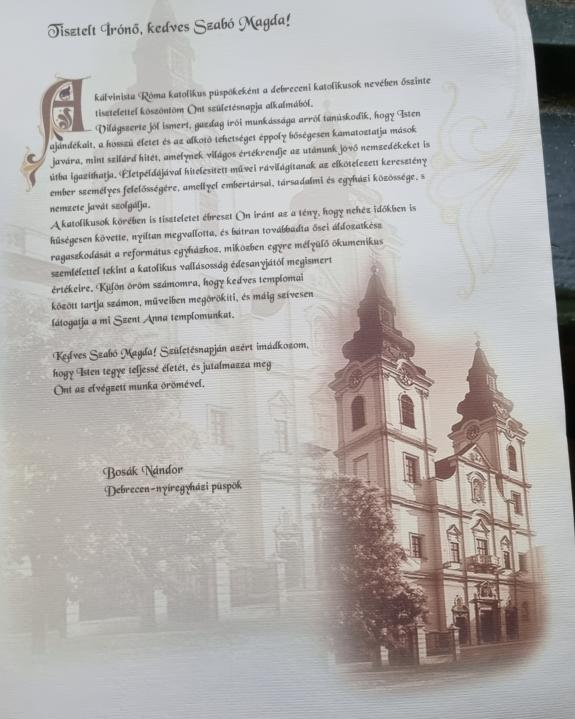 Tisztelt Írónő, kedves Szabó Magda!
A kálvinista Róma katolikus püspökeként a debreceni katolikusok nevében őszinte
tisztelettel köszöntöm Önt születésnapja alkalmából.
Világszerte jól ismert, gazdag írói munkássága arról tanúskodik, hogy Isten
ajándékait, a hosszú életet és az alkotó tehetséget éppoly bőségesen kamatoztatja mások
javára, mint szilárd hitét, amelynek világos értékrendje az utánunk jövő nemzedékeket is
útba igazíthatja. Életpéldájával hitelesített művei rávilágítanak az elkötelezett keresztény
ember személyes felelősségére, amellyel embertársai, társadalmi és egyházi közössége, s
nemzete javát szolgálja.
A katolikusok körében is tiszteletet ébreszt Ön iránt az a tény, hogy nehéz időkben is
hűségesen követte, nyíltan megvallotta, és bátran továbbadta ősei áldozatkész
ragaszkodását a református egyházhoz, miközben egyre mélyülő ökumenikus
szemlélettel tekint a katolikus vallásosság édesanyjától megismert
értékeire. Külön öröm számomra, hogy kedves templomai
között tartja számon, műveiben megörökíti, és máig szívesen
látogatja a mi Szent Anna templomunkat.
Kedves Szabó Magda! Születésnapján azért imádkozom,
hogy Isten tegye teljessé életét, és jutalmazza meg
Önt az elvégzett munka örömével.
Bosák Nándor
Debrecen-nyíregyházi püspök